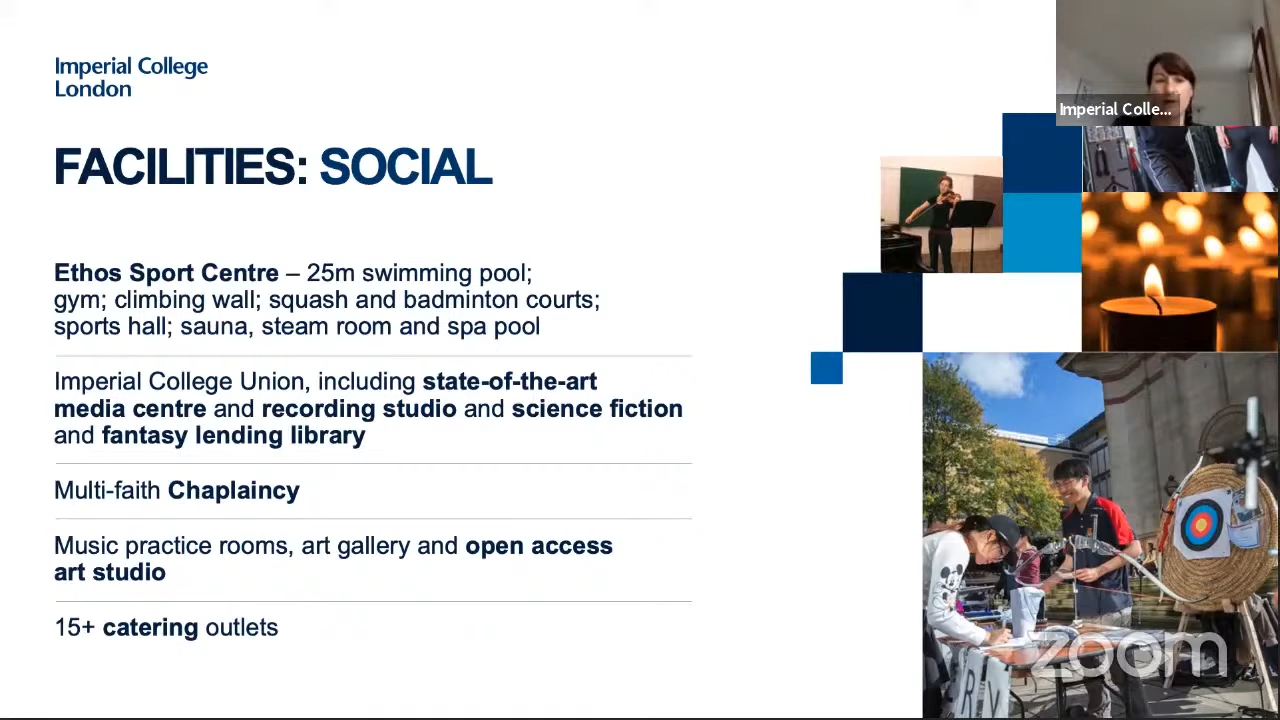 Imperial College
London
Imperial Colle...
FACILITIES: SOCIAL
Ethos Sport Centre – 25m swimming pool;
gym; climbing wall; squash and badminton courts;
sports hall; sauna, steam room and spa pool
Imperial College Union, including state-of-the-art
media centre and recording studio and science fiction
and fantasy lending library
Multi-faith Chaplaincy
Music practice rooms, art gallery and open access
art studio
15+ catering outlets
zoom
R Y